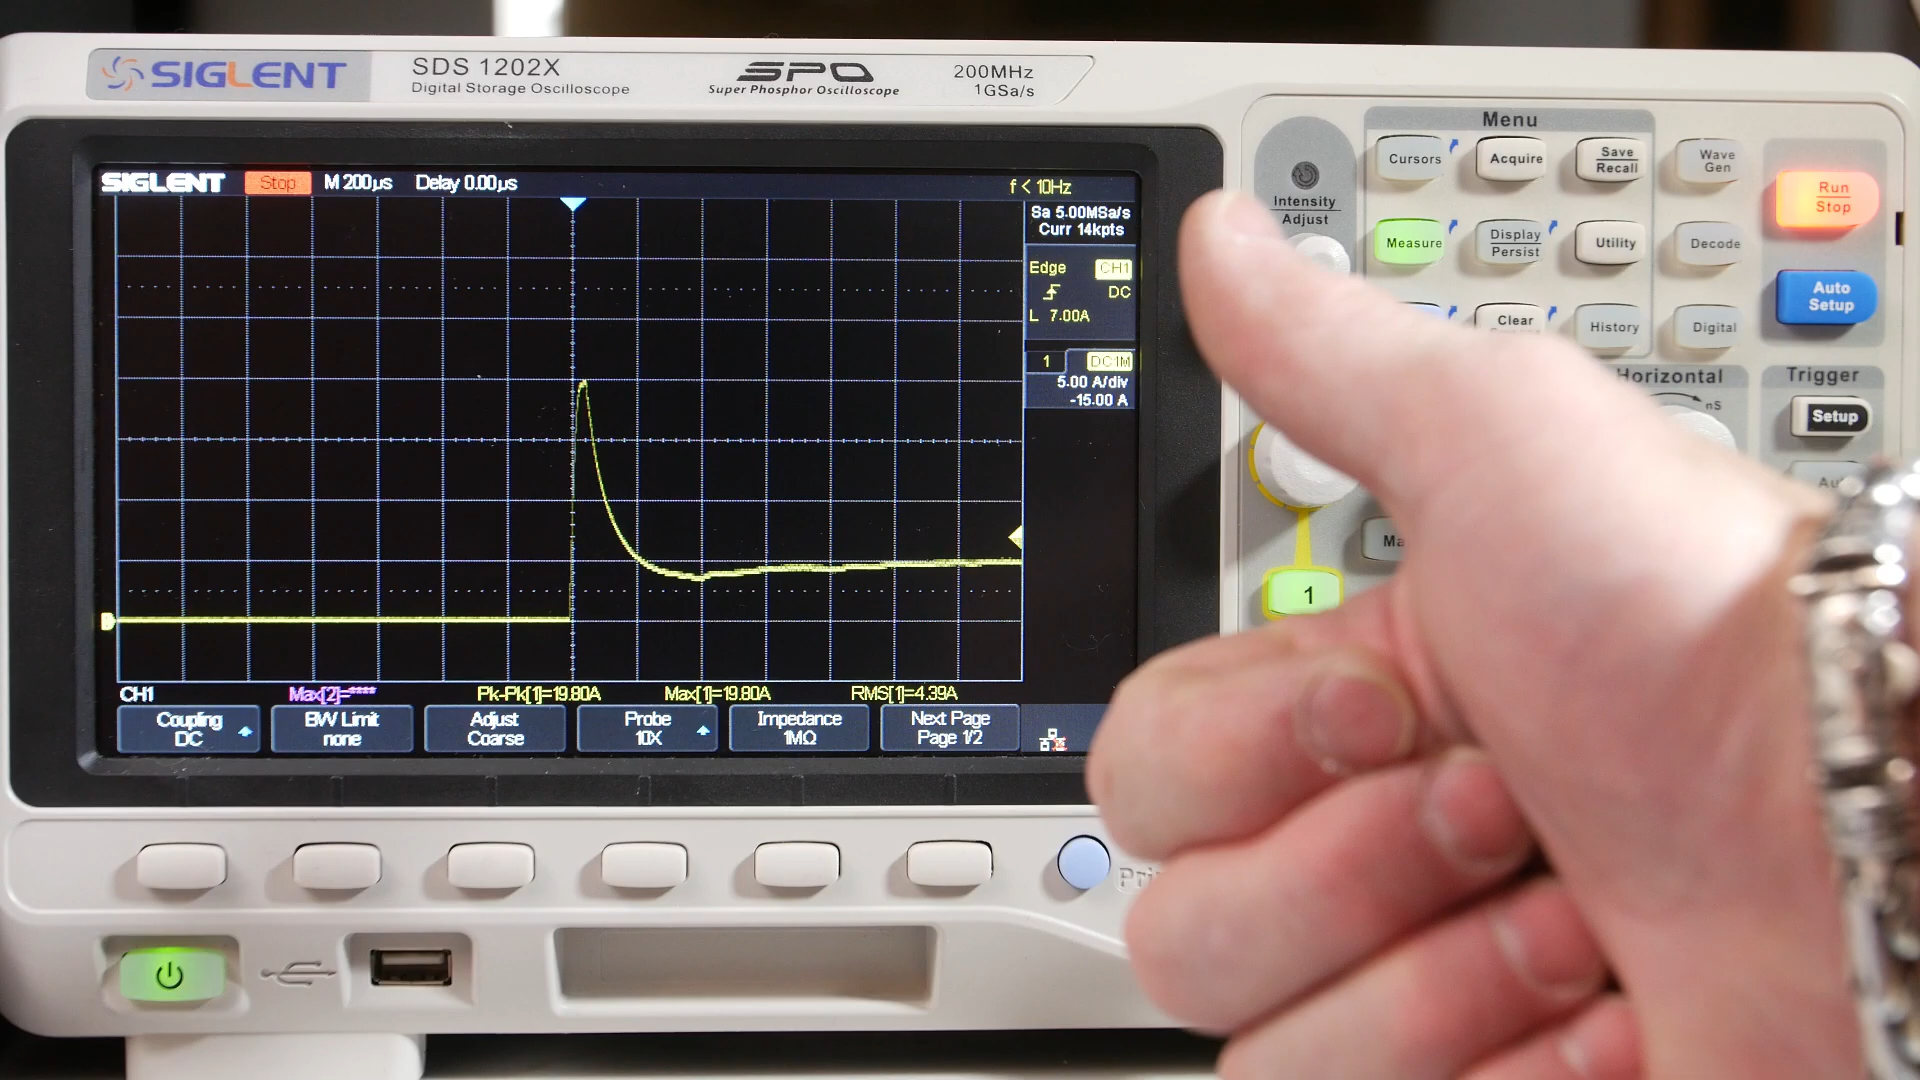 SIGLENT
SDS 1202X
Digital Storage Oscilloscope
SPO
Super Phosphor Oscilloscope
200MHz
1GSa/s
SIGLENT Stop M 200µs Delay 0.00µs f < 10Hz
Sa 5.00MSa/s
Curr 14kpts
Edge CH1
DC
L 7.00A
1 DC1M
5.00 A/div
-15.00 A
CH1 Max[2]=**** Pk-Pk[1]=19.80A Max[1]=19.80A RMS[1]=4.39A
Coupling
DC
BW Limit
none
Adjust
Coarse
Probe
10X
Impedance
1MΩ
Next Page
Page 1/2
Intensity
Adjust
Menu
Cursors
Acquire
Save
Recall
Wave
Gen
Run
Stop
Measure
Display
Persist
Utility
Decode
Auto
Setup
Clear
History
Digital
Horizontal
nS
Trigger
Setup
1